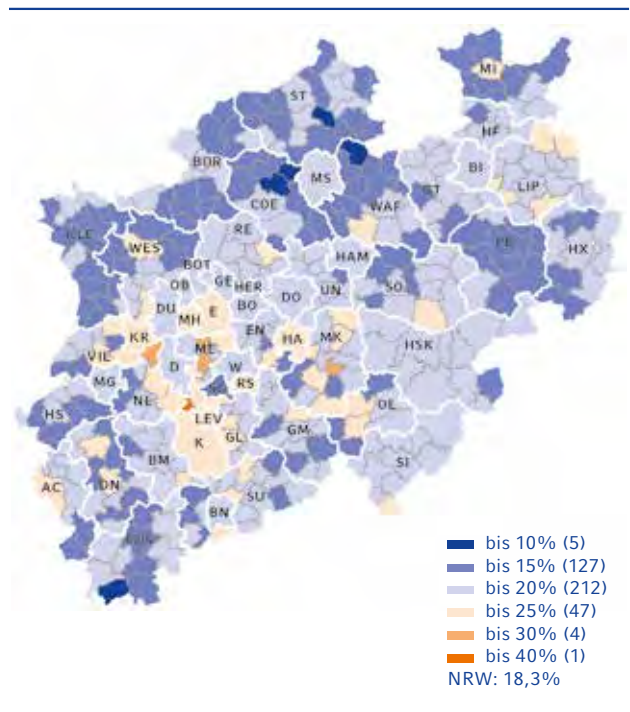 ST
MI
HF
BOR
BI
MS
LIP
COE
GT
WAF
KLE
RE
PB
HX
WES
HAM
BOT
OB
GE HER
UN
SO
DU
BO
DO
MH
E
EN
KR
HA
MK
HSK
VIE
ME
D
W
MG
RS
NE
OE
HS
LEV
K
GL
GM
BM
SI
AC
DN
SU
BN
EUS
bis 10% (5)
bis 15% (127)
bis 20% (212)
bis 25% (47)
bis 30% (4)
bis 40% (1)
NRW: 18,3%